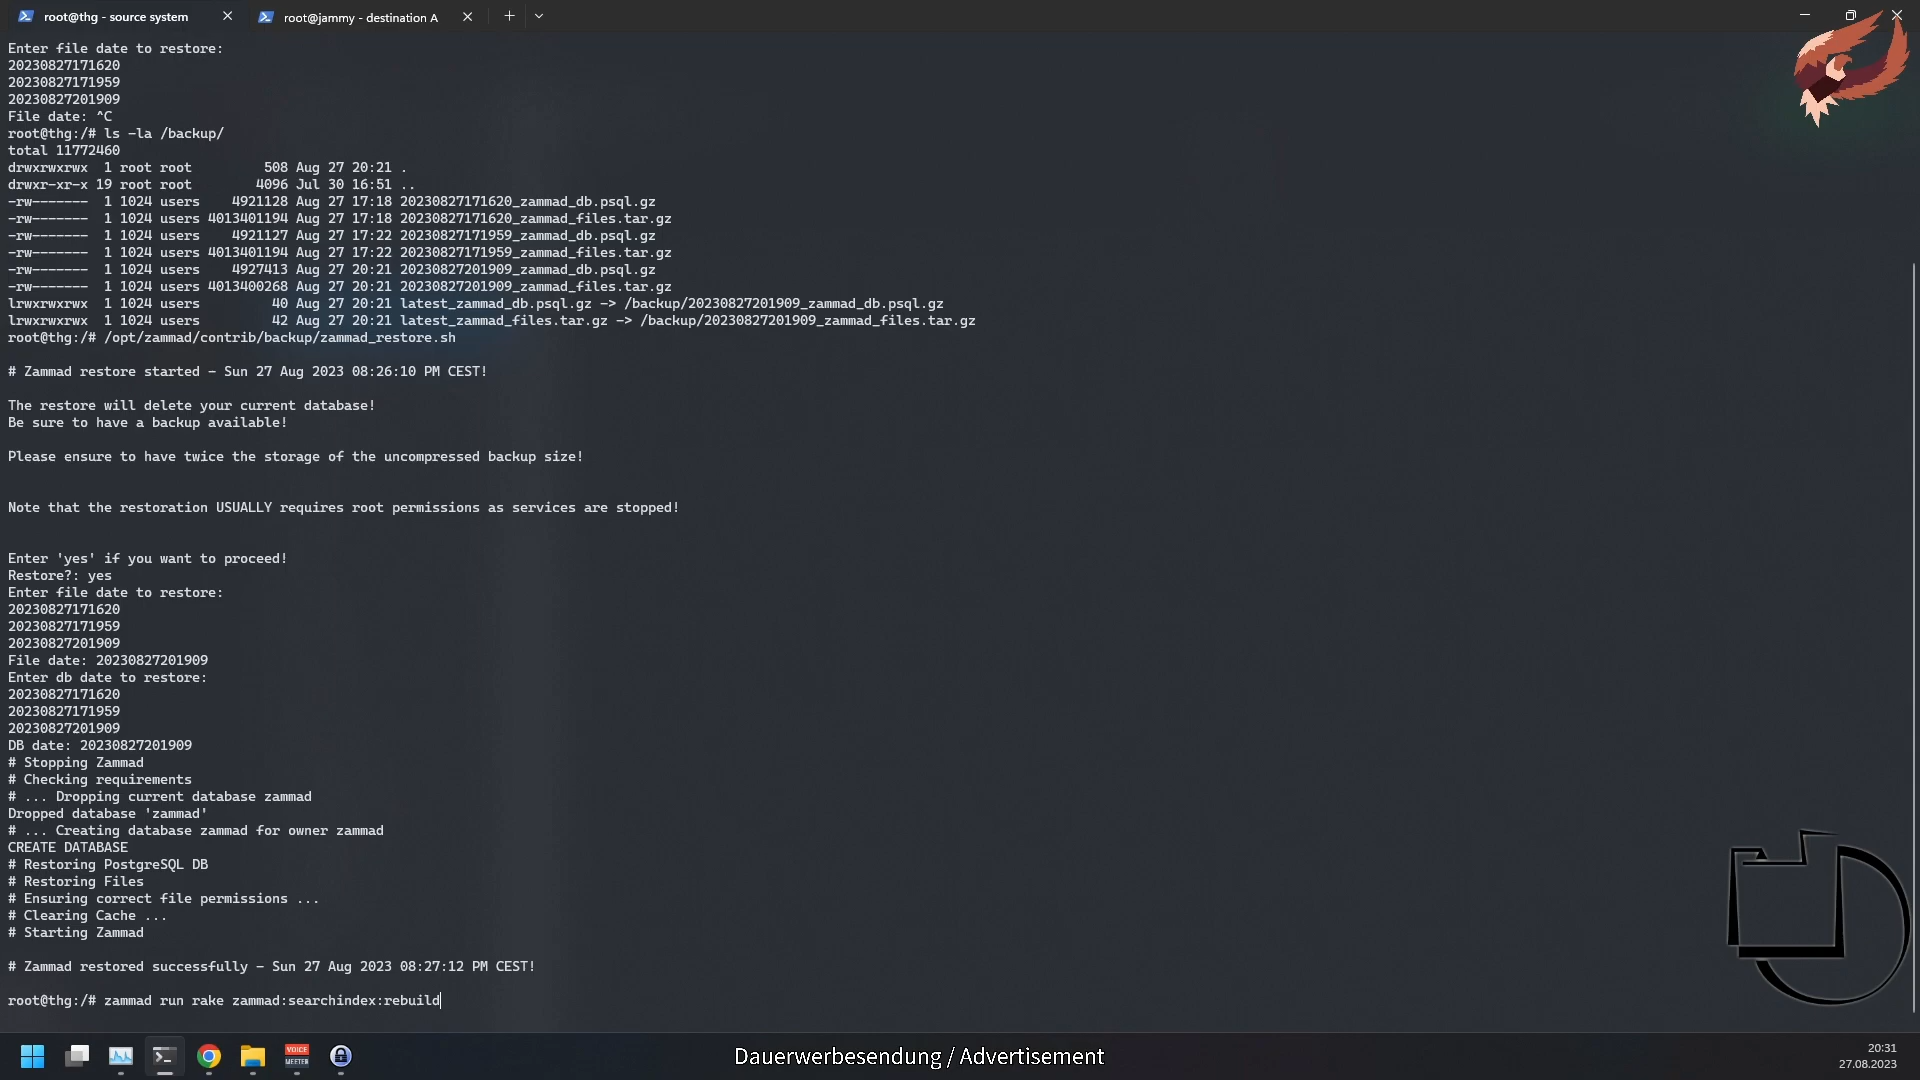 root@thg - source system
root@jammy - destination A
Enter file date to restore:
20230827171620
20230827171959
20230827201909
File date: ^C
root@thg:/# ls -la /backup/
total 11772460
drwxrwxrwx  1 root root         508 Aug 27 20:21 .
drwxr-xr-x 19 root root        4096 Jul 30 16:51 ..
-rw-------  1 1024 users    4921128 Aug 27 17:18 20230827171620_zammad_db.psql.gz
-rw-------  1 1024 users 4013401194 Aug 27 17:18 20230827171620_zammad_files.tar.gz
-rw-------  1 1024 users    4921127 Aug 27 17:22 20230827171959_zammad_db.psql.gz
-rw-------  1 1024 users 4013401194 Aug 27 17:22 20230827171959_zammad_files.tar.gz
-rw-------  1 1024 users    4927413 Aug 27 20:21 20230827201909_zammad_db.psql.gz
-rw-------  1 1024 users 4013400268 Aug 27 20:21 20230827201909_zammad_files.tar.gz
lrwxrwxrwx  1 1024 users         40 Aug 27 20:21 latest_zammad_db.psql.gz -> /backup/20230827201909_zammad_db.psql.gz
lrwxrwxrwx  1 1024 users         42 Aug 27 20:21 latest_zammad_files.tar.gz -> /backup/20230827201909_zammad_files.tar.gz
root@thg:/# /opt/zammad/contrib/backup/zammad_restore.sh
# Zammad restore started - Sun 27 Aug 2023 08:26:10 PM CEST!
The restore will delete your current database!
Be sure to have a backup available!
Please ensure to have twice the storage of the uncompressed backup size!
Note that the restoration USUALLY requires root permissions as services are stopped!
Enter 'yes' if you want to proceed!
Restore?: yes
Enter file date to restore:
20230827171620
20230827171959
20230827201909
File date: 20230827201909
Enter db date to restore:
20230827171620
20230827171959
20230827201909
DB date: 20230827201909
# Stopping Zammad
# Checking requirements
# ... Dropping current database zammad
Dropped database 'zammad'
# ... Creating database zammad for owner zammad
CREATE DATABASE
# Restoring PostgreSQL DB
# Restoring Files
# Ensuring correct file permissions ...
# Clearing Cache ...
# Starting Zammad
# Zammad restored successfully - Sun 27 Aug 2023 08:27:12 PM CEST!
root@thg:/# zammad run rake zammad:searchindex:rebuild
VOICE
MEETER
Dauerwerbesendung / Advertisement
20:31
27.08.2023